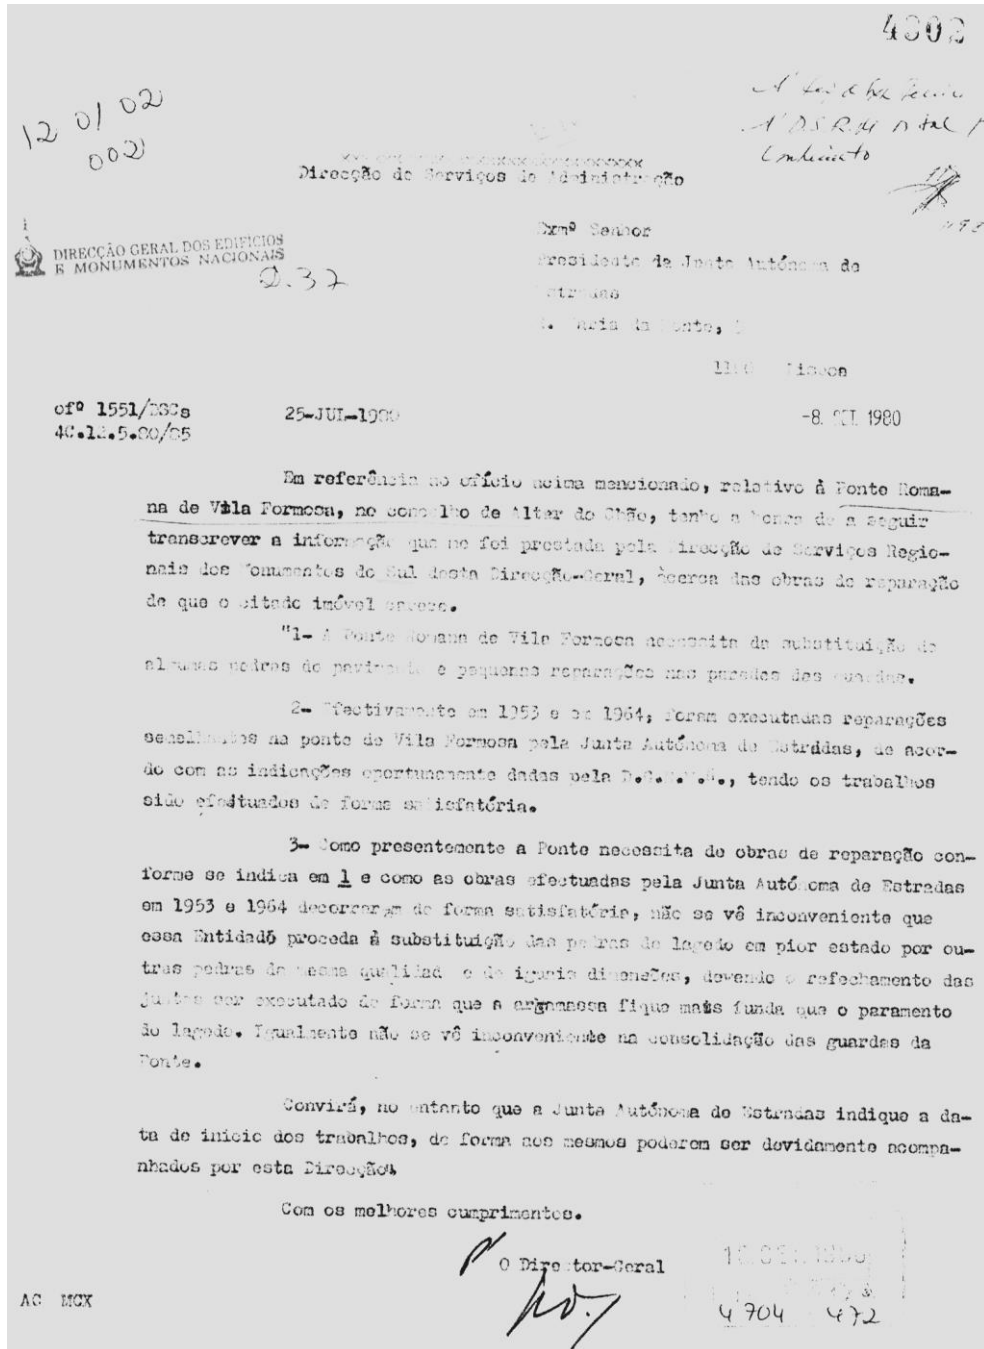 4302
12 01 02
002
Direcção de Serviços de Administração
DIRECÇÃO GERAL DOS EDIFÍCIOS
E MONUMENTOS NACIONAIS
D.37
Exmº Senhor
Presidente da Junta Autónoma de
Estradas
Maria da Fonte,
Lisboa
ofº 1551/DSCs
25-JUL-1980
1980
Em referência ao ofício acima mencionado, relativo à Ponte Roma-
na de Vila Formosa, no concelho de Alter do Chão, tenho a honra de a seguir
transcrever a informação que me foi prestada pela Direcção de Serviços Regio-
nais dos Monumentos do Sul desta Direcção-Geral, àcerca das obras de reparação
de que o citado imóvel carece.
"1- A Ponte Romana de Vila Formosa necessita da substituição de
algumas pedras do pavimento e pequenas reparações nas paredes das guardas.
2- Efectivamente em 1953 e em 1964, foram executadas reparações
semelhantes na ponte de Vila Formosa pela Junta Autónoma de Estradas, de acor-
do com as indicações oportunamente dadas pela D.G.E.M.N., tendo os trabalhos
sido efectuados de forma satisfatória.
3- Como presentemente a Ponte necessita de obras de reparação con-
forme se indica em 1 e como as obras efectuadas pela Junta Autónoma de Estradas
em 1953 e 1964 decorreram de forma satisfatória, não se vê inconveniente que
essa Entidade proceda à substituição das pedras do lagedo em pior estado por ou-
tras pedras da mesma qualidade e de iguais dimensões, devendo o refechamento das
juntas ser executado de forma que a argamassa fique mais funda que o paramento
do lagedo. Igualmente não se vê inconveniente na consolidação das guardas da
Ponte.
Convirá, no entanto que a Junta Autónoma de Estradas indique a da-
ta de inicio dos trabalhos, de forma aos mesmos poderem ser devidamente acompa-
nhados por esta Direcção"
Com os melhores cumprimentos.
O Director-Geral
AC MCX
4704 472